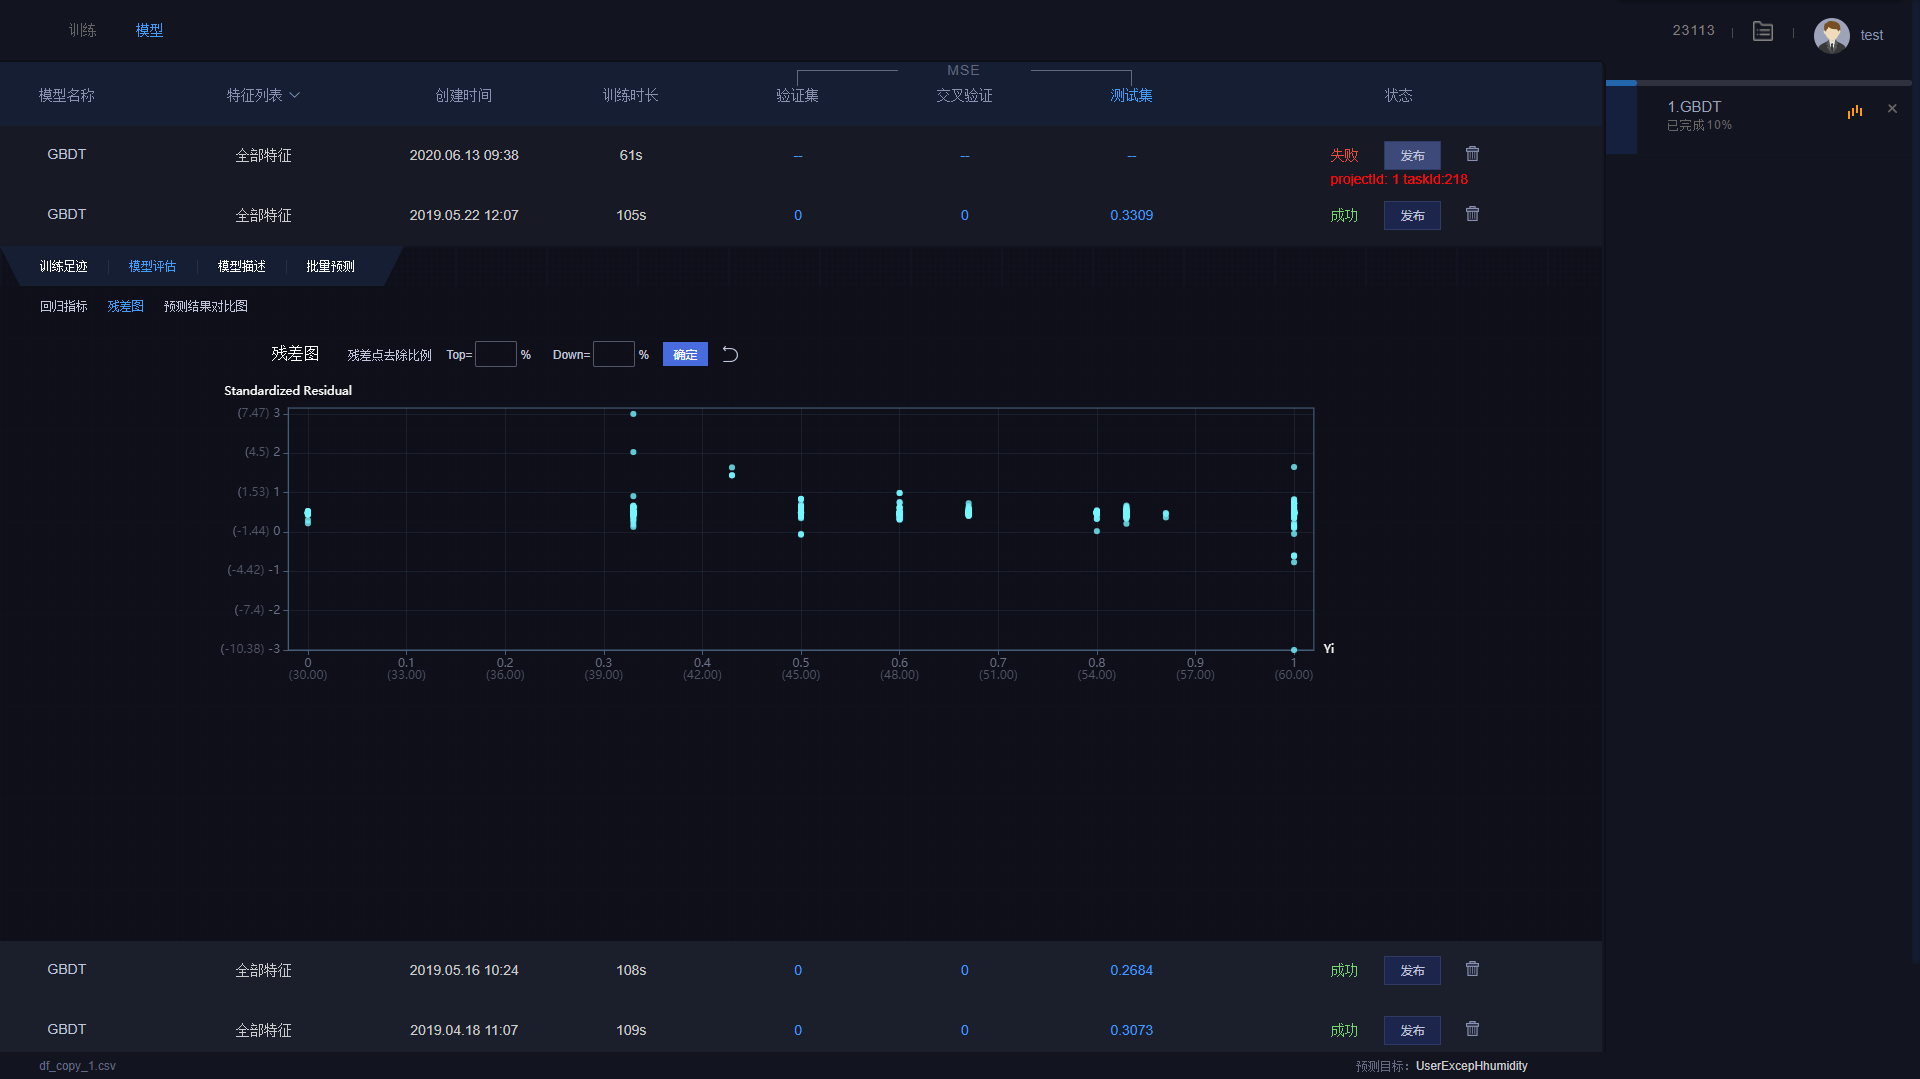 训练 模型 23113 test
MSE
模型名称 特征列表 创建时间 训练时长 验证集 交叉验证 测试集 状态
1.GBDT
已完成10%
GBDT 全部特征 2020.06.13 09:38 61s -- -- -- 失败 发布
projectId: 1 taskId:218
GBDT 全部特征 2019.05.22 12:07 105s 0 0 0.3309 成功 发布
训练足迹 模型评估 模型描述 批量预测
回归指标 残差图 预测结果对比图
残差图 残差点去除比例 Top= % Down= % 确定
Standardized Residual
(7.47) 3
(4.5) 2
(1.53) 1
(-1.44) 0
(-4.42) -1
(-7.4) -2
(-10.38) -3
Yi
0 0.1 0.2 0.3 0.4 0.5 0.6 0.7 0.8 0.9 1
(30.00) (33.00) (36.00) (39.00) (42.00) (45.00) (48.00) (51.00) (54.00) (57.00) (60.00)
GBDT 全部特征 2019.05.16 10:24 108s 0 0 0.2684 成功 发布
GBDT 全部特征 2019.04.18 11:07 109s 0 0 0.3073 成功 发布
df_copy_1.csv 预测目标： UserExcepHhumidity